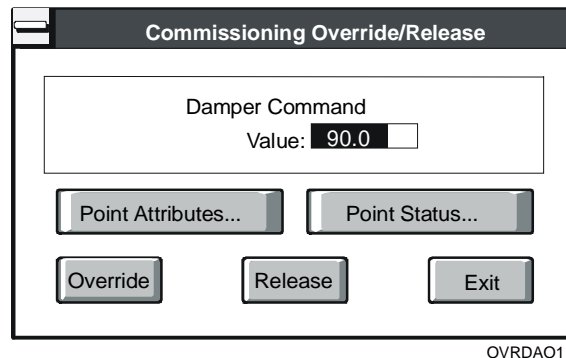 Commissioning Override/Release
Damper Command
Value: 90.0
Point Attributes... Point Status...
Override Release Exit
OVRDAO1